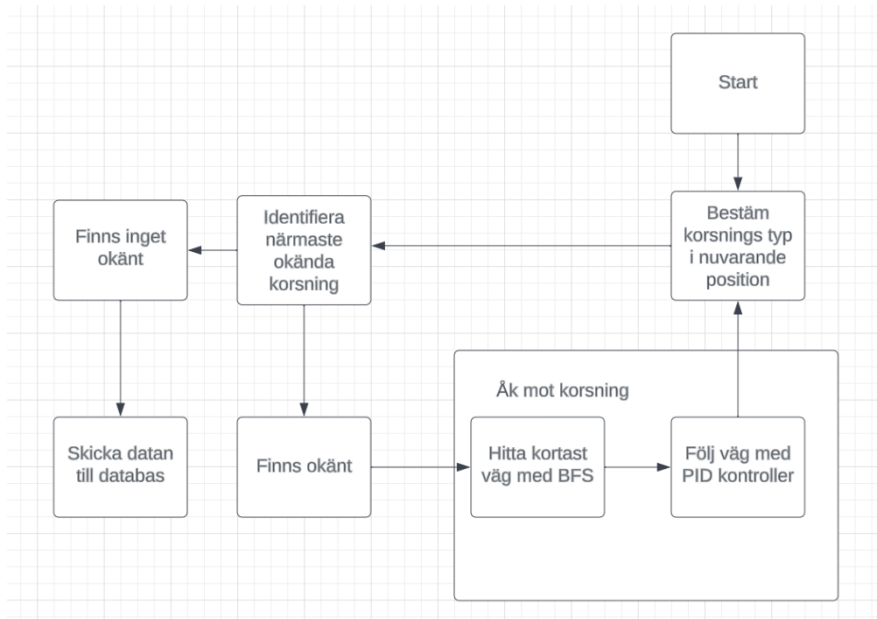 Start
Bestäm
korsnings typ
i nuvarande
position
Identifiera
närmaste
okända
korsning
Finns inget
okänt
Skicka datan
till databas
Finns okänt
Åk mot korsning
Hitta kortast
väg med BFS
Följ väg med
PID kontroller